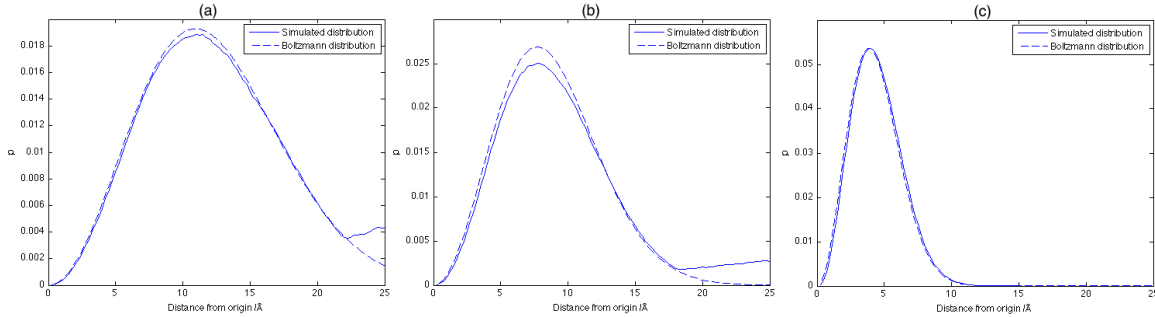 (a)
Simulated distribution
Boltzmann distribution
0.018
0.016
0.014
0.012
0.01
0.008
0.006
0.004
0.002
0
p
0 5 10 15 20 25
Distance from origin /Å
(b)
Simulated distribution
Boltzmann distribution
0.025
0.02
0.015
0.01
0.005
0
p
0 5 10 15 20 25
Distance from origin /Å
(c)
Simulated distribution
Boltzmann distribution
0.05
0.04
0.03
0.02
0.01
0
p
0 5 10 15 20 25
Distance from origin /Å